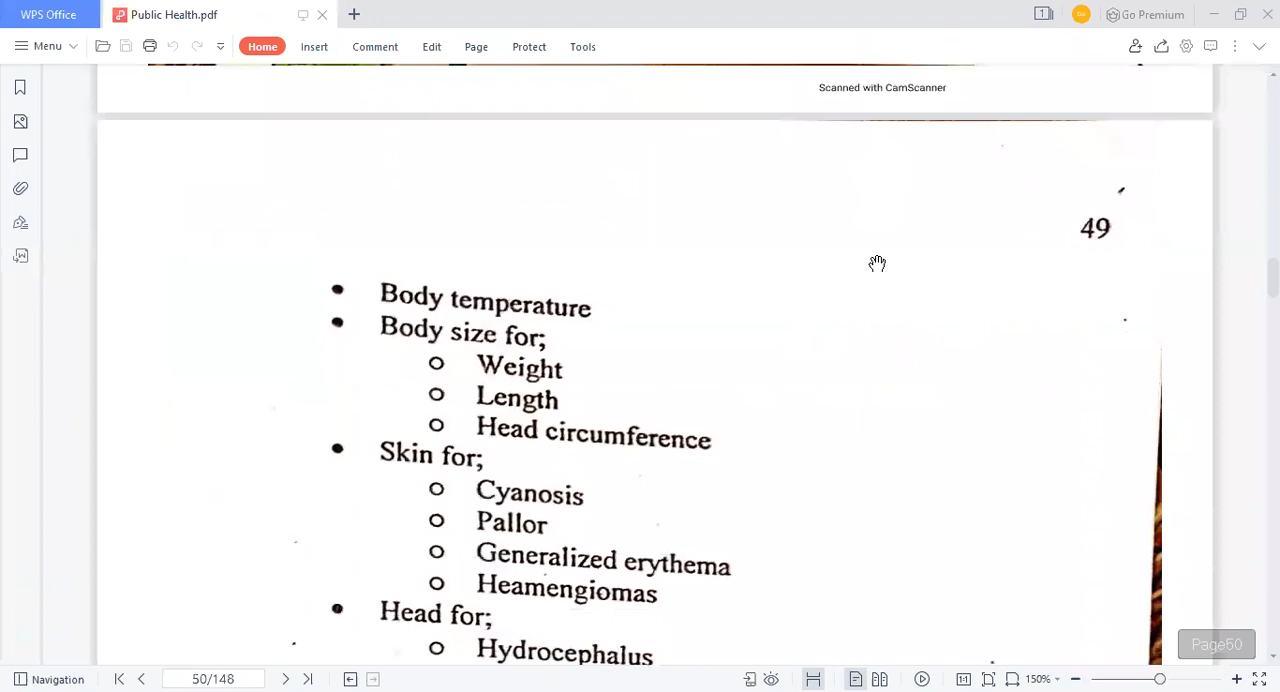 WPS Office
Public Health.pdf
Go Premium
Menu
Home
Insert
Comment
Edit
Page
Protect
Tools
Scanned with CamScanner
49
• Body temperature
• Body size for;
o Weight
o Length
o Head circumference
• Skin for;
o Cyanosis
o Pallor
o Generalized erythema
o Heamengiomas
• Head for;
o Hydrocephalus
Page50
Navigation
50/148
150%